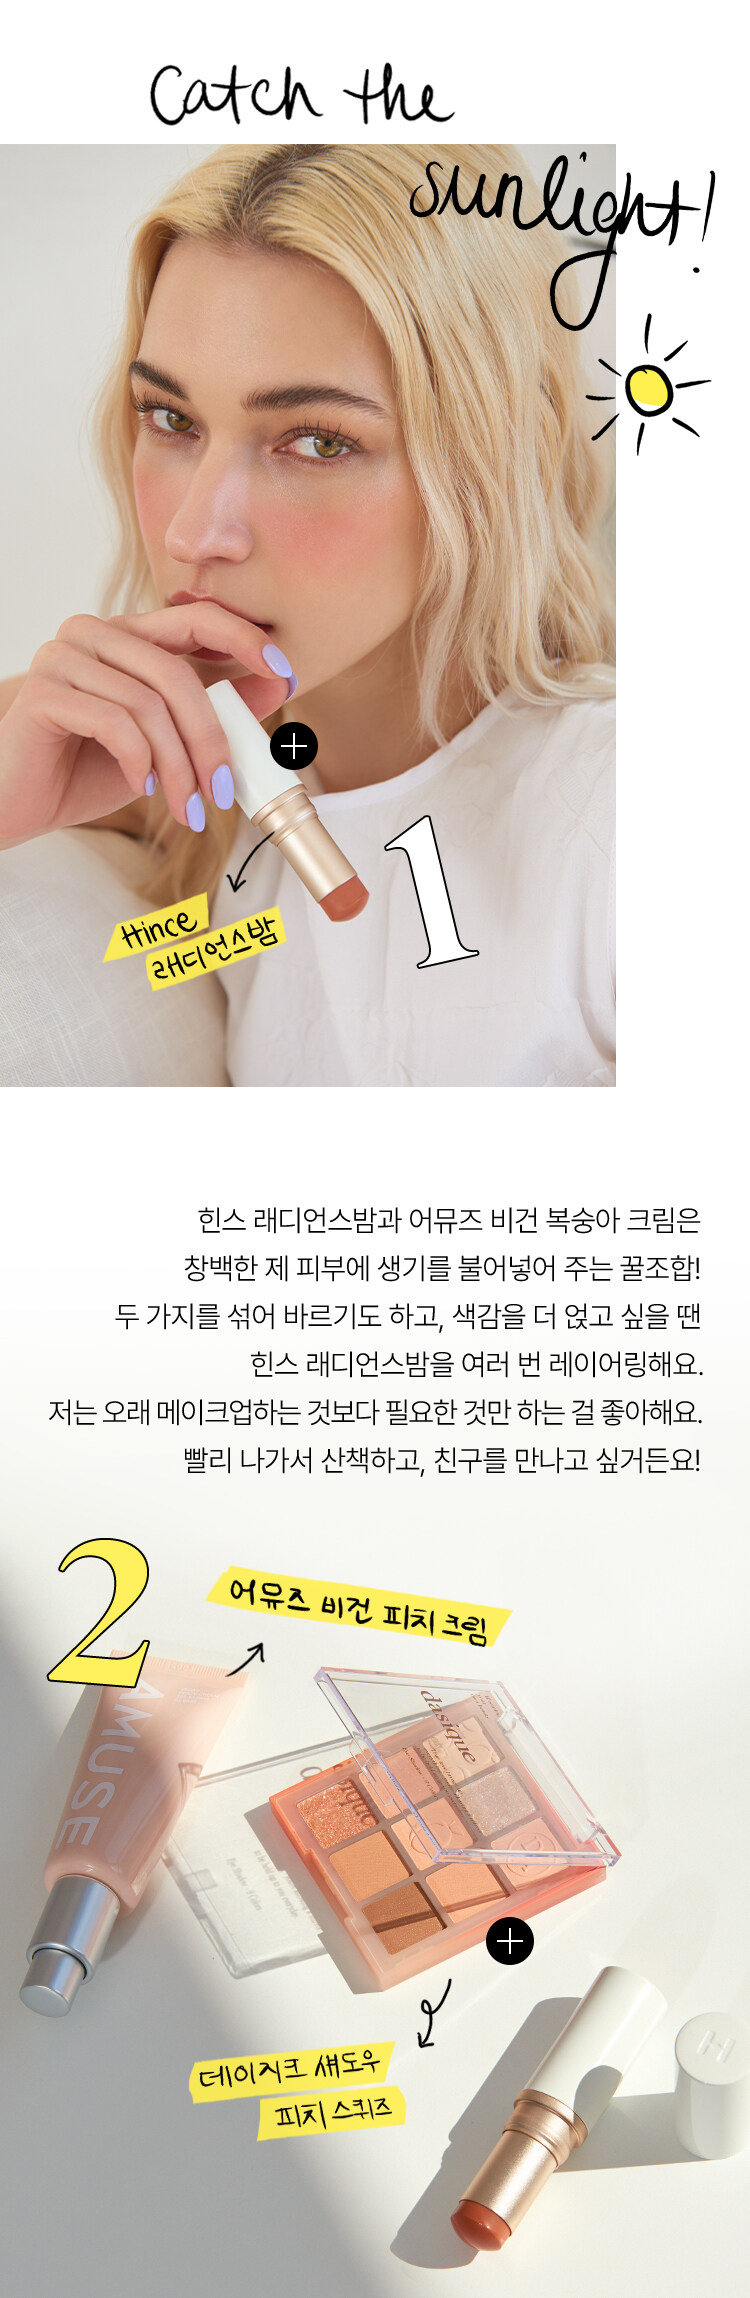 Catch the
sunlight!
Hince
래디언스밤
1
힌스 래디언스밤과 어뮤즈 비건 복숭아 크림은
창백한 제 피부에 생기를 불어넣어 주는 꿀조합!
두 가지를 섞어 바르기도 하고, 색감을 더 얹고 싶을 땐
힌스 래디언스밤을 여러 번 레이어링해요.
저는 오래 메이크업하는 것보다 필요한 것만 하는 걸 좋아해요.
빨리 나가서 산책하고, 친구를 만나고 싶거든요!
2
어뮤즈 비건 피치 크림
AMUSE
dasique
데이지크 섀도우
피치 스퀴즈
H